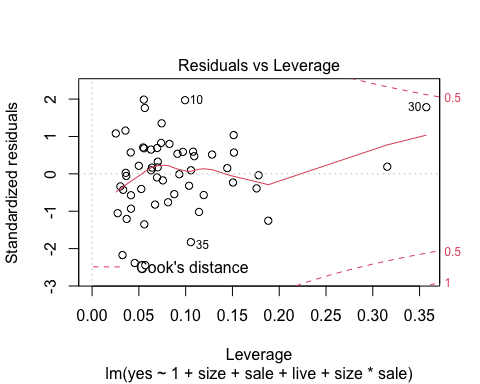 Residuals vs Leverage
Standardized residuals
2
1
0
-1
-2
-3
10
30
35
0.5
0.5
1
Cook's distance
0.00 0.05 0.10 0.15 0.20 0.25 0.30 0.35
Leverage
lm(yes ~ 1 + size + sale + live + size * sale)